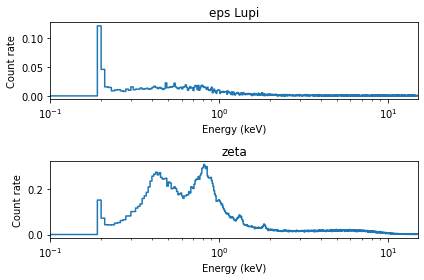 eps Lupi
Count rate
0.10
0.05
0.00
10⁻¹
10⁰
10¹
Energy (keV)
zeta
Count rate
0.2
0.0
10⁻¹
10⁰
10¹
Energy (keV)